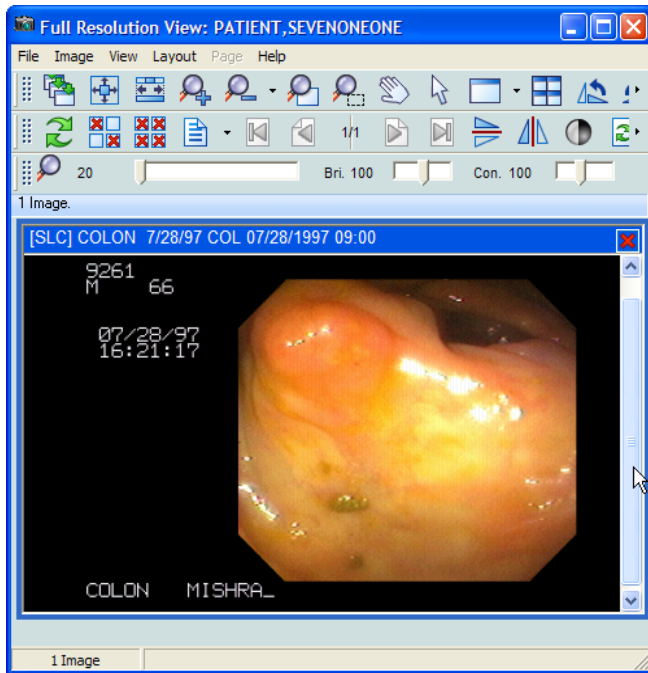 Full Resolution View: PATIENT,SEVENONEONE
File Image View Layout Page Help
1/1
20 Bri. 100 Con. 100
1 Image.
[SLC] COLON 7/28/97 COL 07/28/1997 09:00
9261
M 66
07/28/97
16:21:17
COLON MISHRA_
1 Image